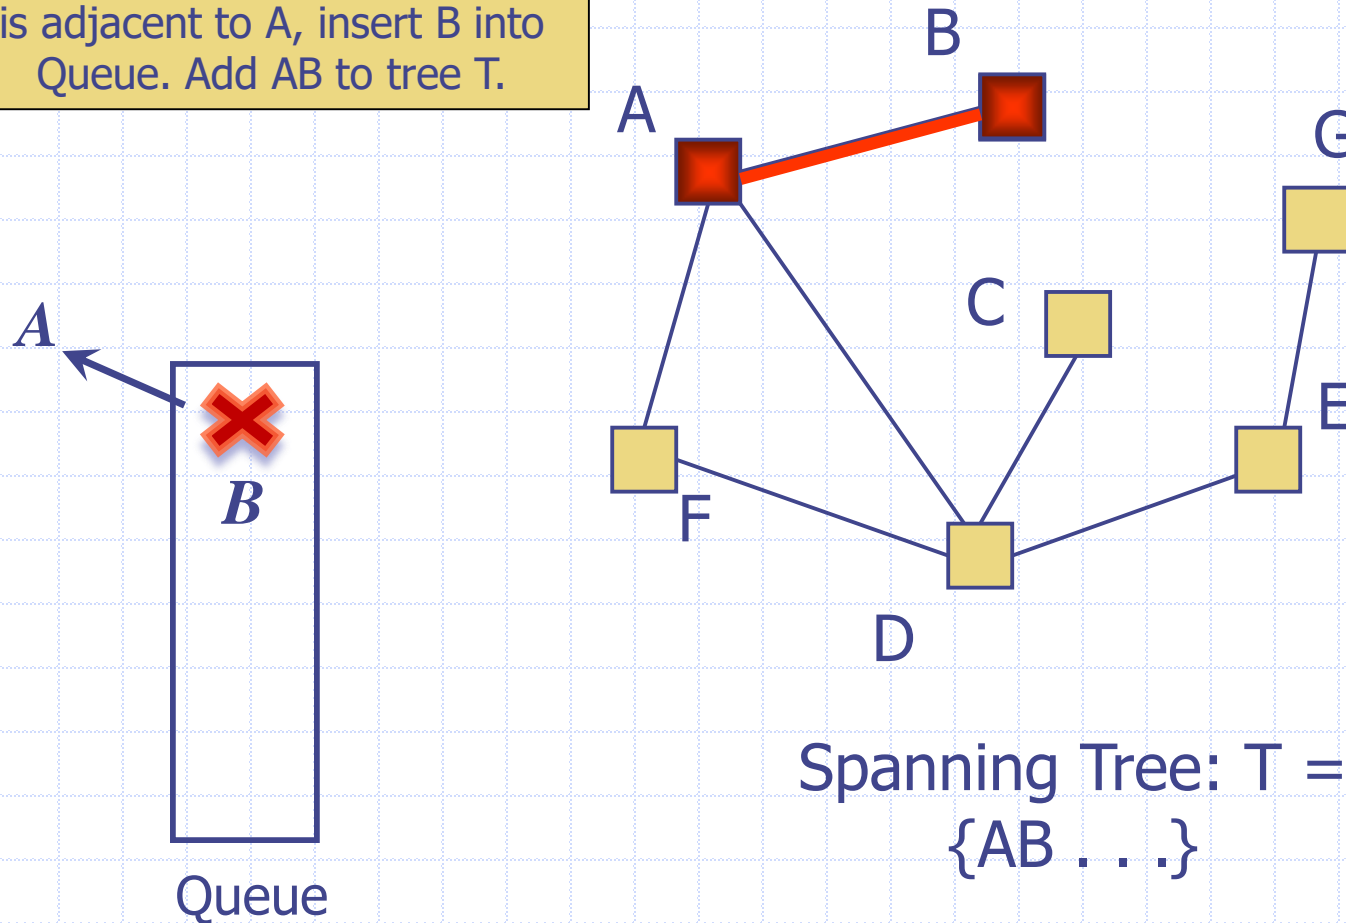 is adjacent to A, insert B into
Queue. Add AB to tree T.
B
A
G
C
A
E
B
F
D
Spanning Tree: T =
{AB . . .}
Queue